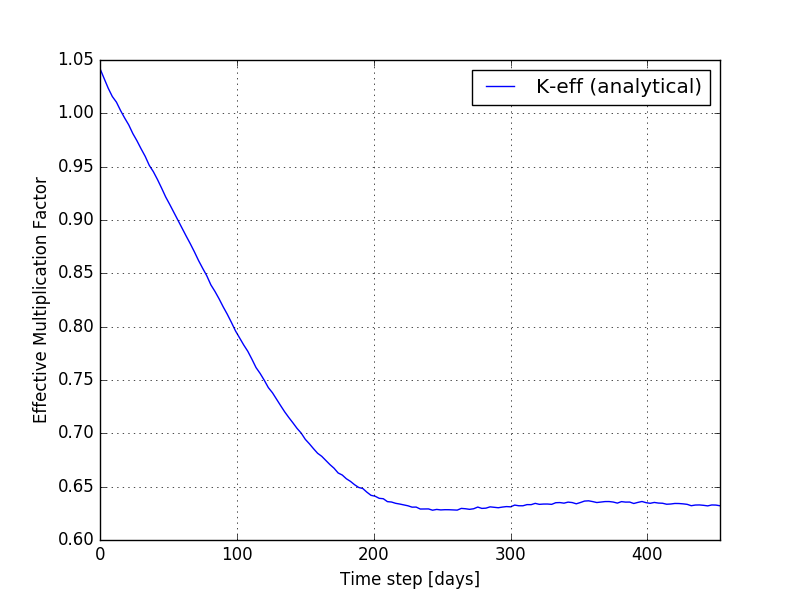 K-eff (analytical)
Effective Multiplication Factor
1.05
1.00
0.95
0.90
0.85
0.80
0.75
0.70
0.65
0.60
0 100 200 300 400
Time step [days]